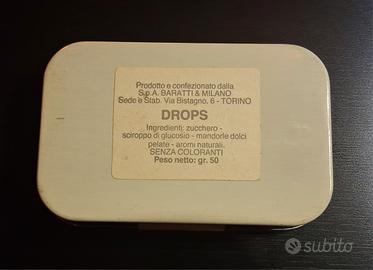 Prodotto e confezionato dalla
S.p.A. BARATTI & MILANO
Sede e Stab. Via Bistagno. 6 - TORINO
DROPS
Ingredienti: zucchero -
sciroppo di glucosio - mandorle dolci
pelate - aromi naturali.
SENZA COLORANTI
Peso netto: gr. 50
subito